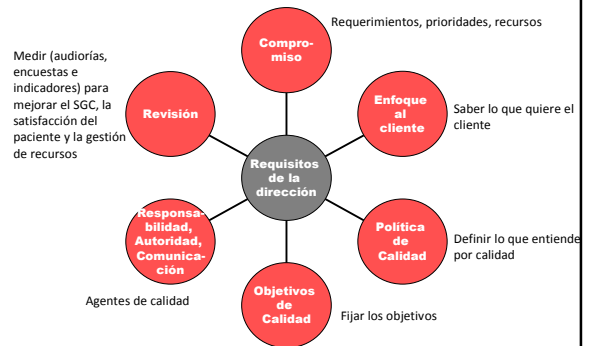 Requerimientos, prioridades, recursos
Compro-
miso
Medir (audiorías,
encuestas e
indicadores) para
mejorar el SGC, la
satisfacción del
paciente y la gestión
de recursos
Revisión
Enfoque
al
cliente
Saber lo que quiere el
cliente
Requisitos
de la
dirección
Responsa-
bilidad,
Autoridad,
Comunica-
ción
Política
de
Calidad
Definir lo que entiende
por calidad
Agentes de calidad
Objetivos
de
Calidad
Fijar los objetivos